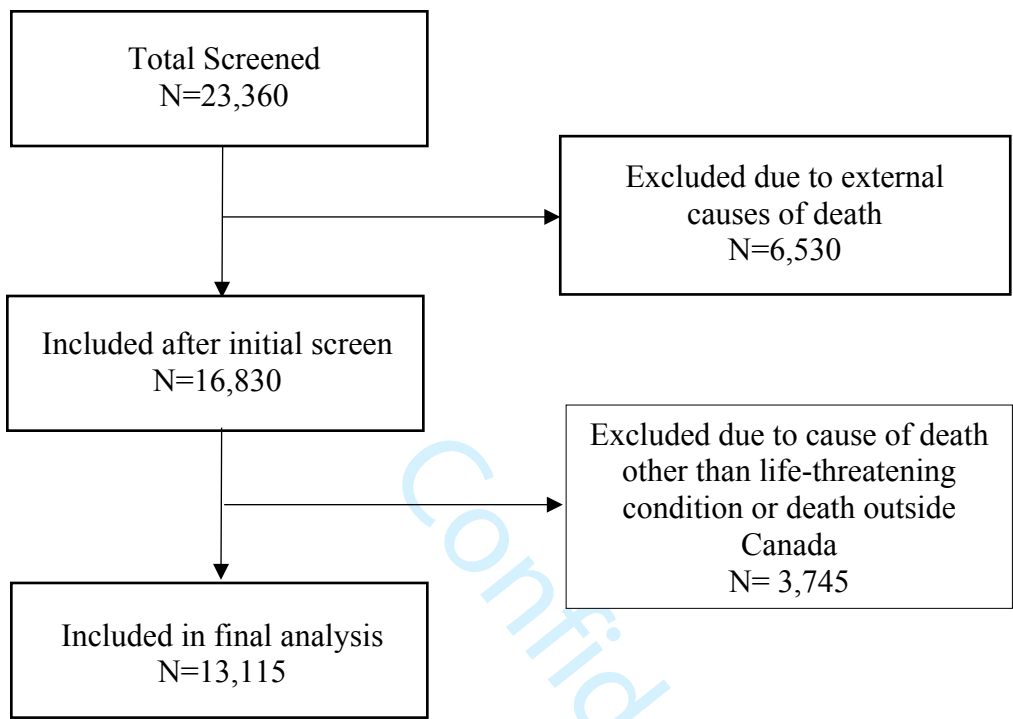 Total Screened
N=23,360
Excluded due to external
causes of death
N=6,530
Included after initial screen
N=16,830
Excluded due to cause of death
other than life-threatening
condition or death outside
Canada
N= 3,745
Included in final analysis
N=13,115
Confid